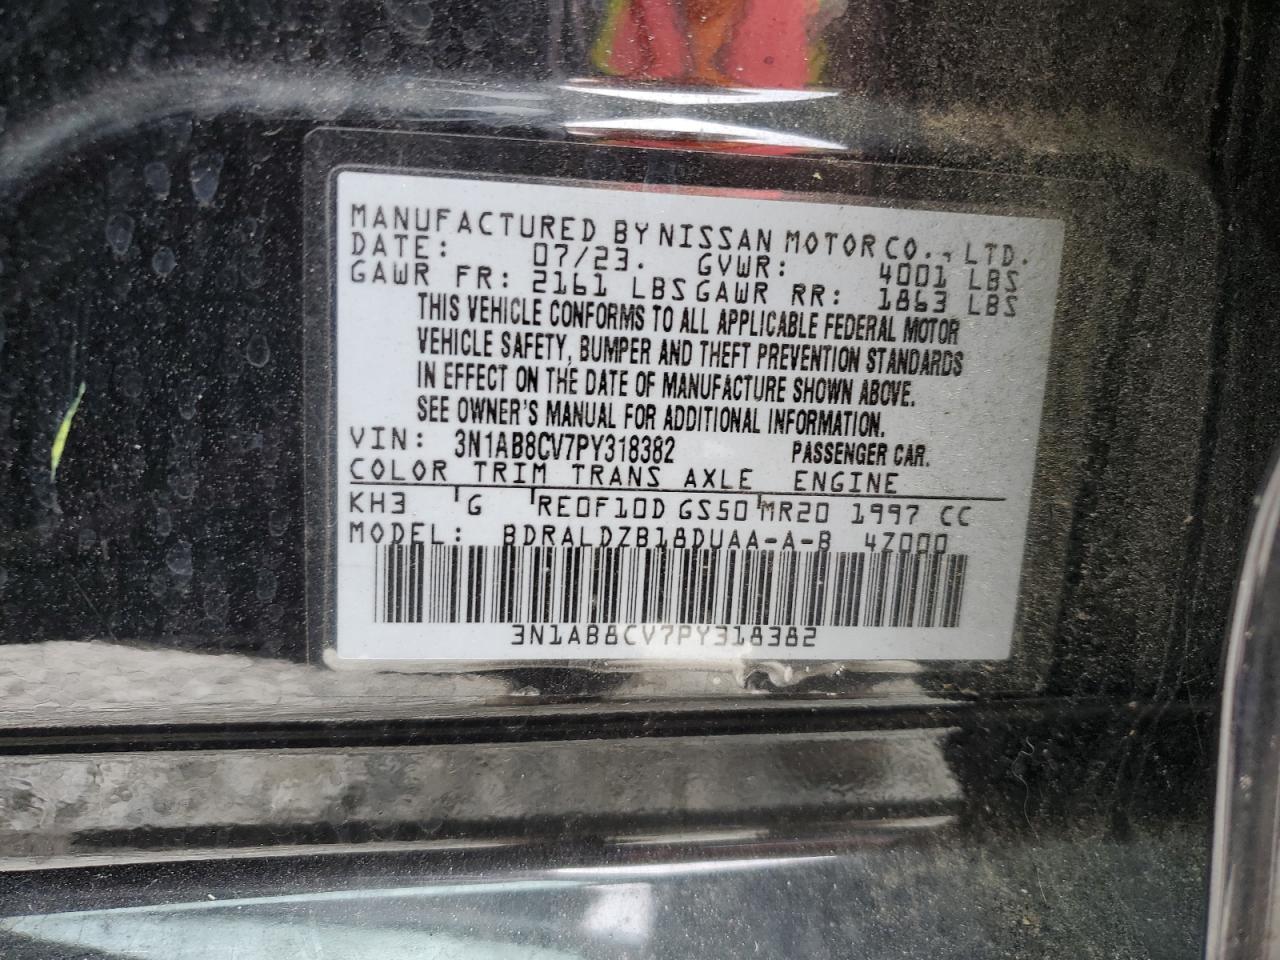 MANUFACTURED BY NISSAN MOTOR CO., LTD.
DATE: 07/23. GVWR: 4001 LBS
GAWR FR: 2161 LBS GAWR RR: 1863 LBS
THIS VEHICLE CONFORMS TO ALL APPLICABLE FEDERAL MOTOR
VEHICLE SAFETY, BUMPER AND THEFT PREVENTION STANDARDS
IN EFFECT ON THE DATE OF MANUFACTURE SHOWN ABOVE.
SEE OWNER'S MANUAL FOR ADDITIONAL INFORMATION.
VIN: 3N1AB8CV7PY318382 PASSENGER CAR.
COLOR TRIM TRANS AXLE ENGINE
KH3 G RE0F10D GS50 MR20 1997 CC
MODEL: BDRALDZB18DUAA-A-B 4Z000
3N1AB8CV7PY318382